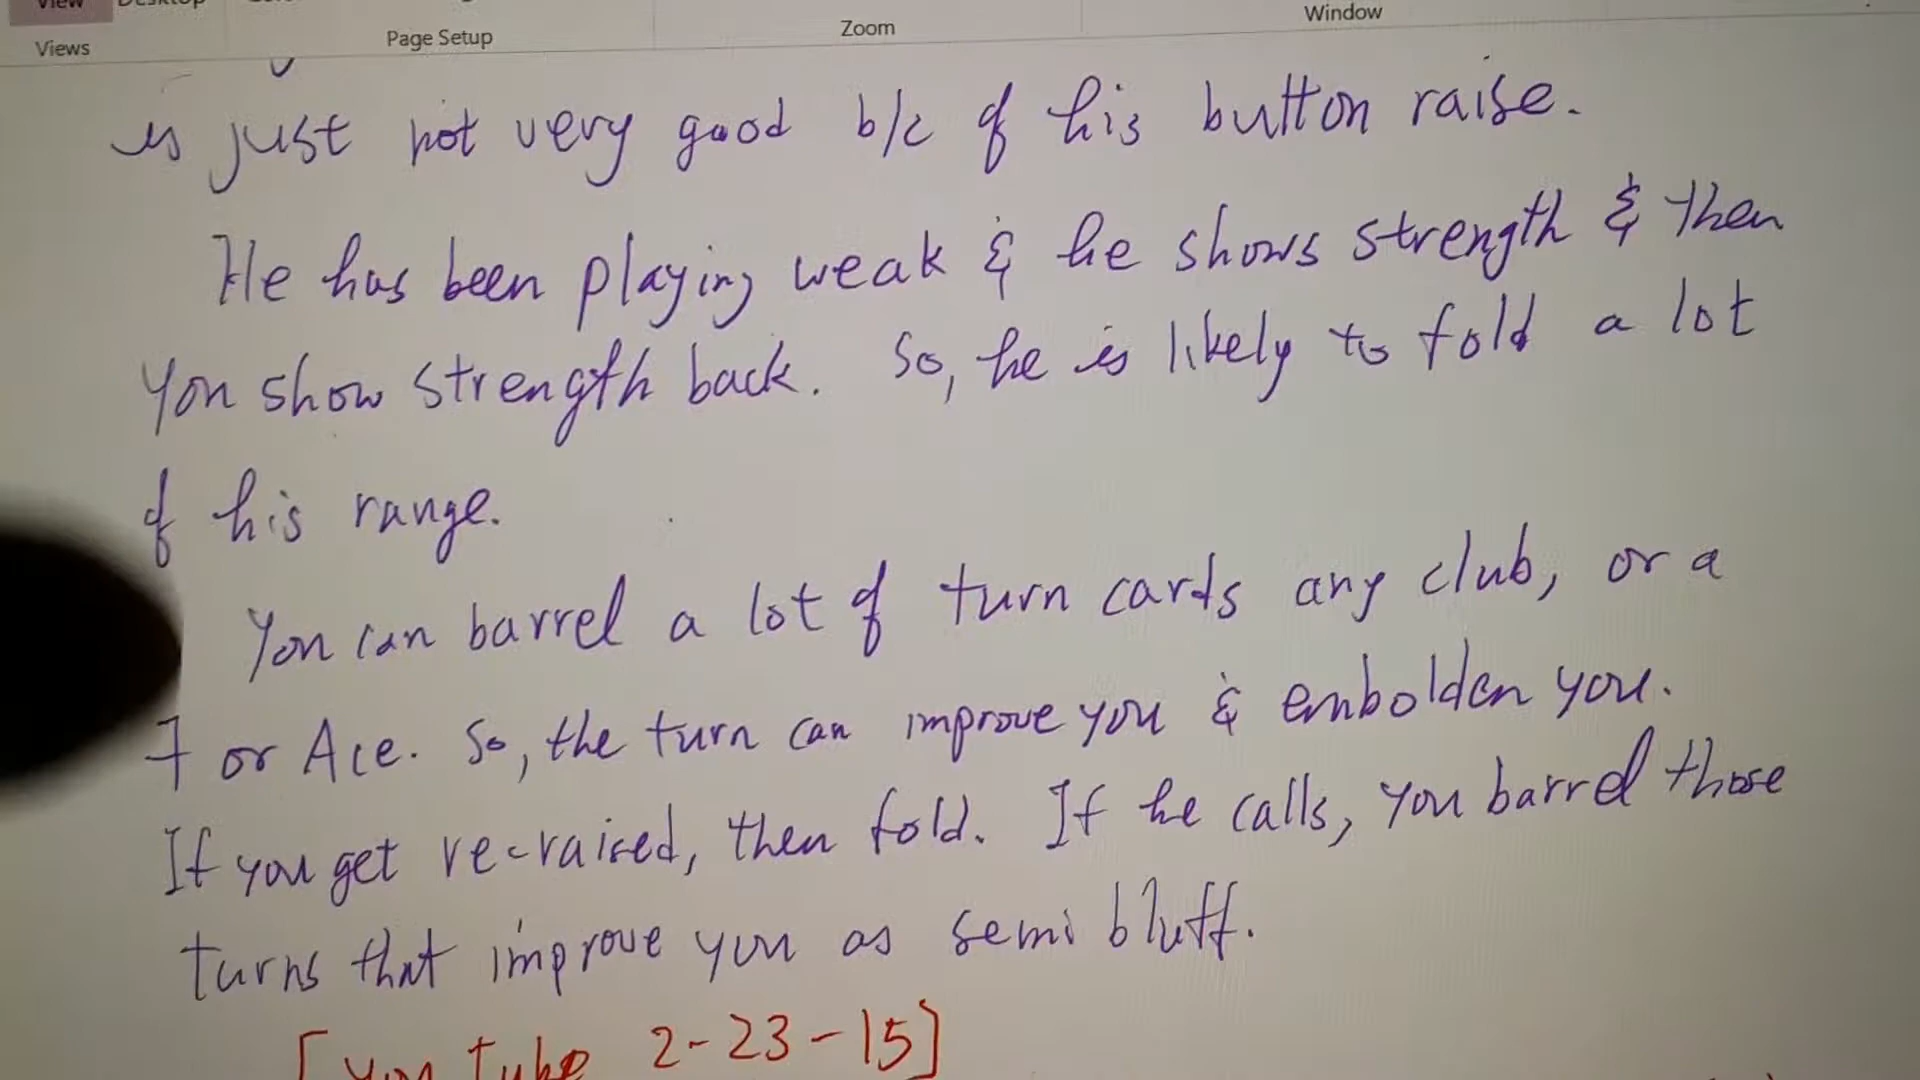 View Desktop
Views Page Setup Zoom Window
is just not very good b/c of his button raise.
He has been playing weak & he shows strength & then
you show strength back. So, he is likely to fold a lot
of his range.
You can barrel a lot of turn cards any club, or a
7 or Ace. So, the turn can improve you & embolden you.
If you get re-raised, then fold. If he calls, you barrel those
turns that improve you as semi bluff.
[you tube 2-23-15]